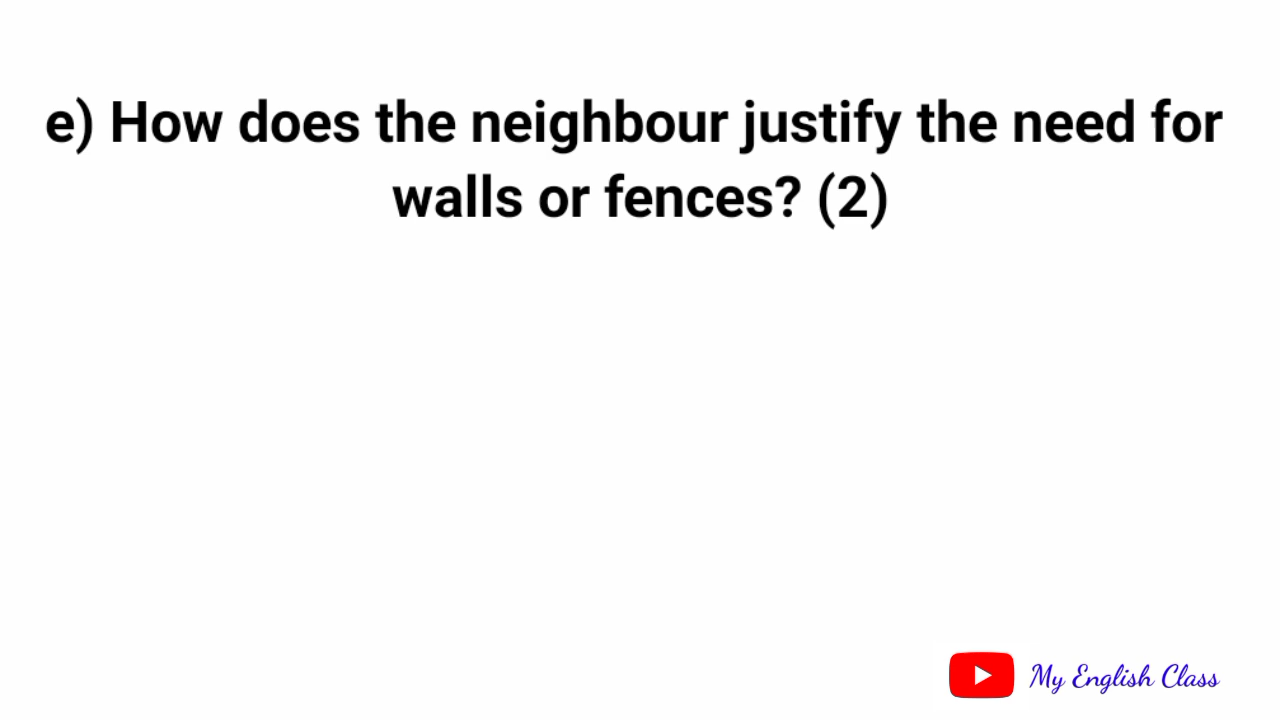 e) How does the neighbour justify the need for
walls or fences? (2)
My English Class